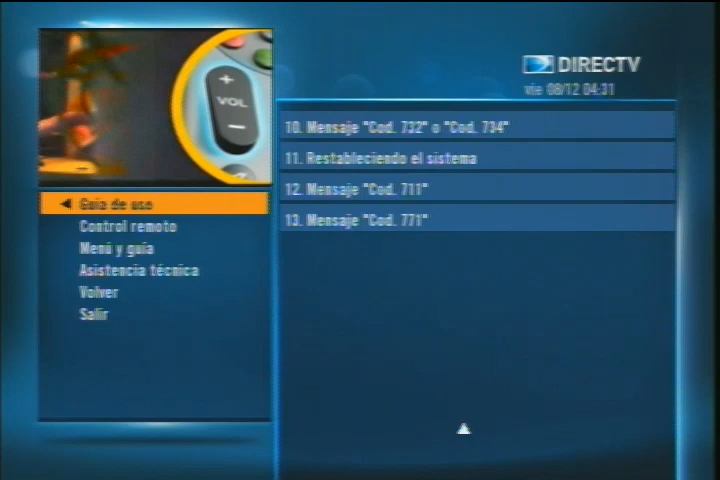 +
VOL
−
DIRECTV
vie 08/12 04:31
10. Mensaje "Cod. 732" o "Cod. 734"
11. Restableciendo el sistema
12. Mensaje "Cod. 711"
13. Mensaje "Cod. 771"
Guía de uso
Control remoto
Menú y guía
Asistencia técnica
Volver
Salir